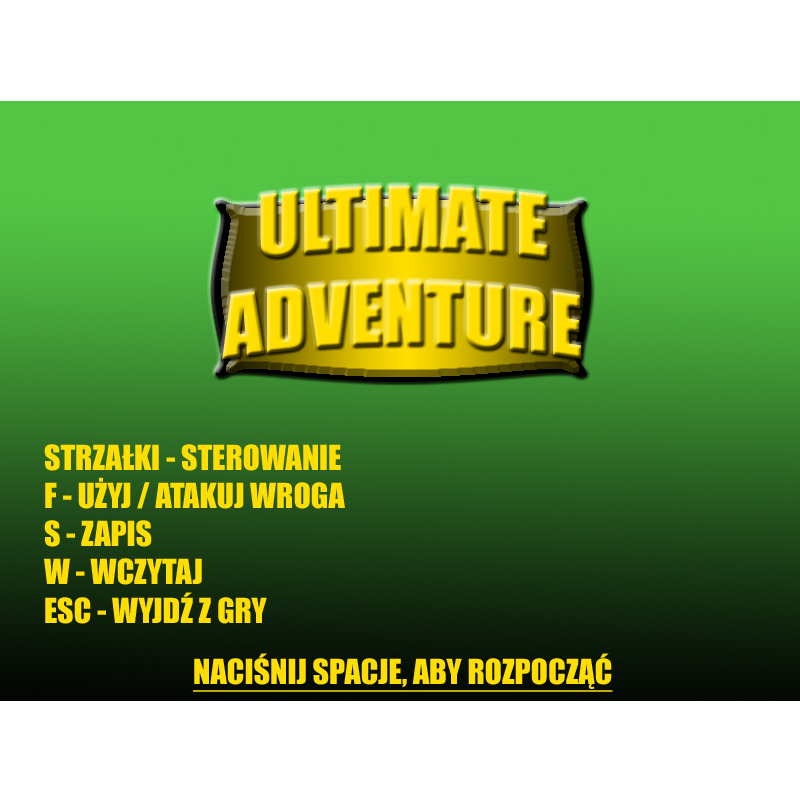 ULTIMATE
ADVENTURE
STRZAŁKI - STEROWANIE
F - UŻYJ / ATAKUJ WROGA
S - ZAPIS
W - WCZYTAJ
ESC - WYJDŹ Z GRY
NACIŚNIJ SPACJE, ABY ROZPOCZĄĆ